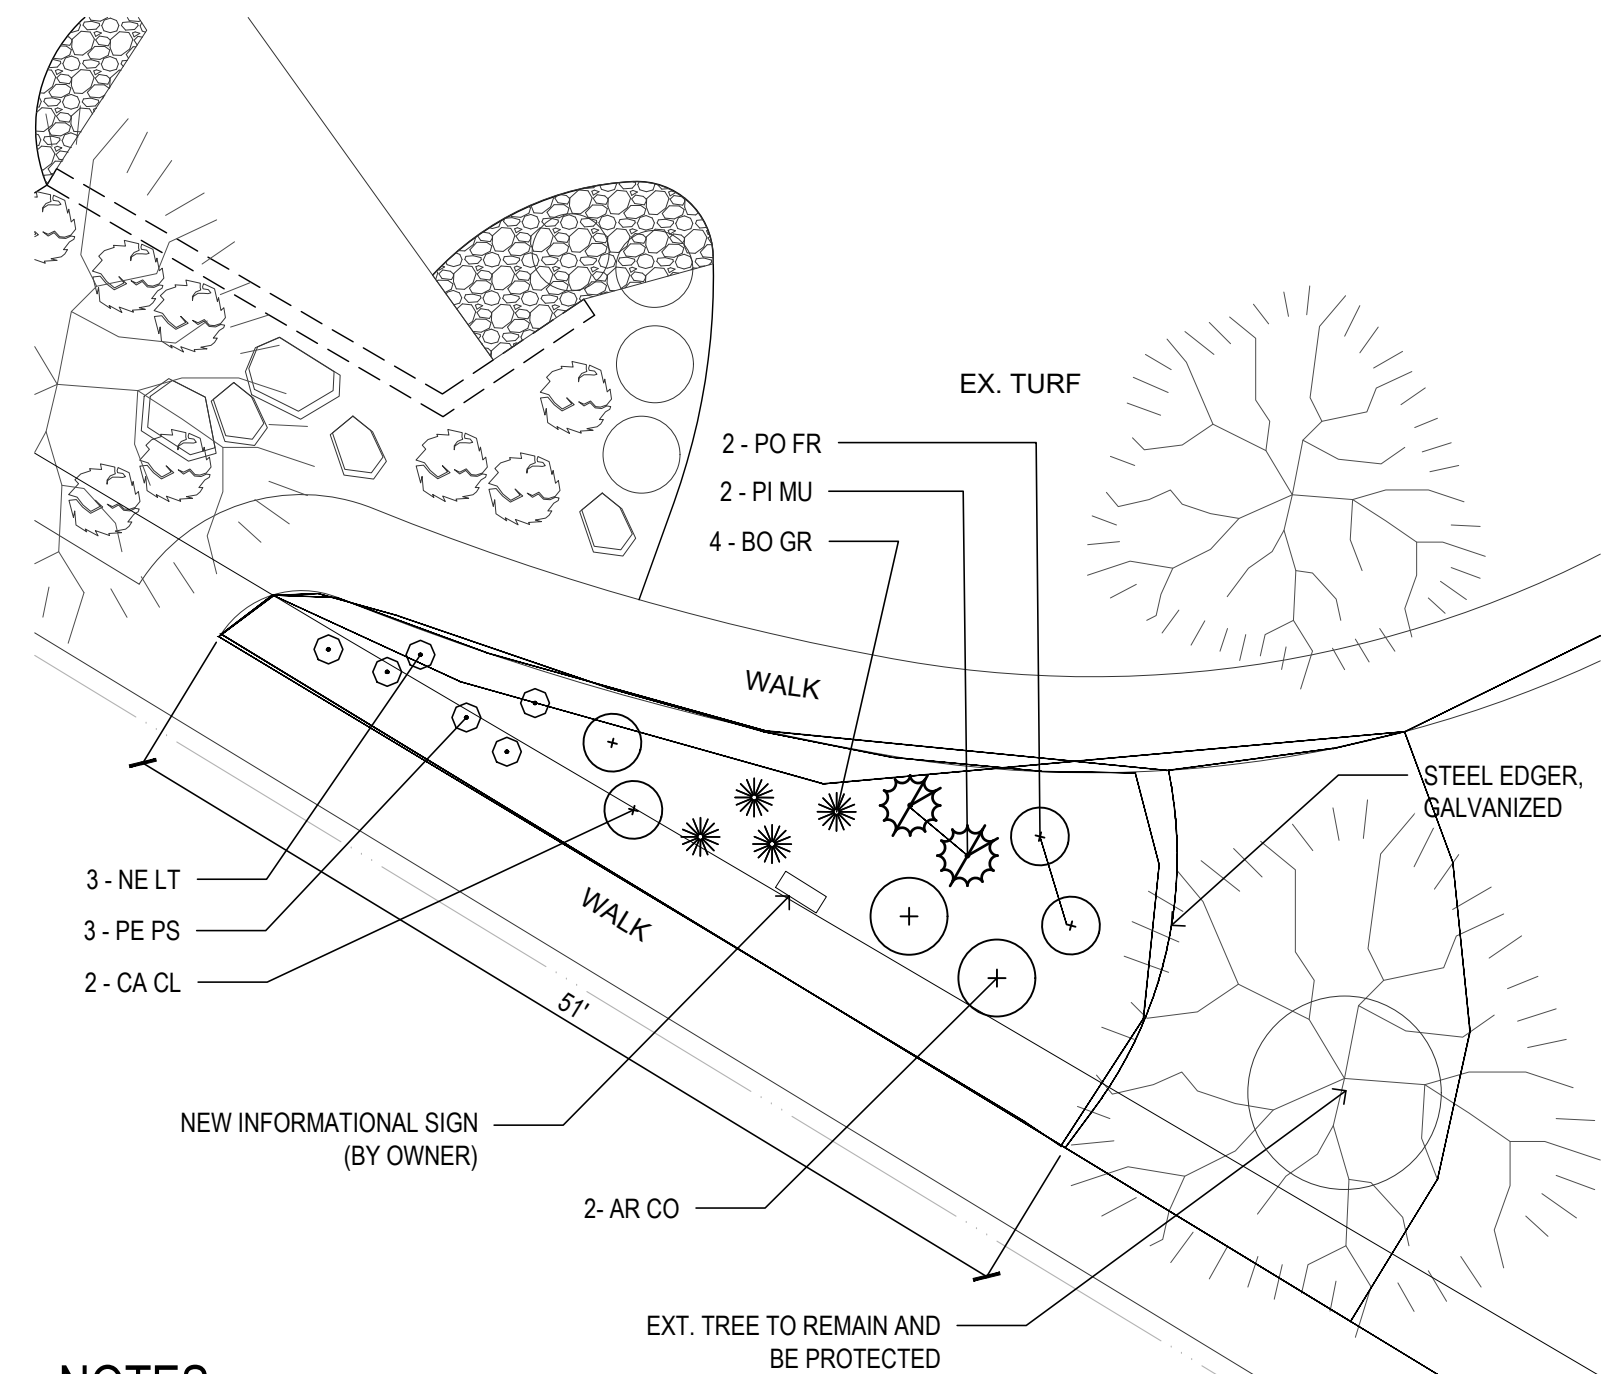 EX. TURF
2 - PO FR
2 - PI MU
4 - BO GR
WALK
STEEL EDGER,
GALVANIZED
3 - NE LT
3 - PE PS
2 - CA CL
WALK
51'
NEW INFORMATIONAL SIGN
(BY OWNER)
2- AR CO
EXT. TREE TO REMAIN AND
BE PROTECTED
NOTES